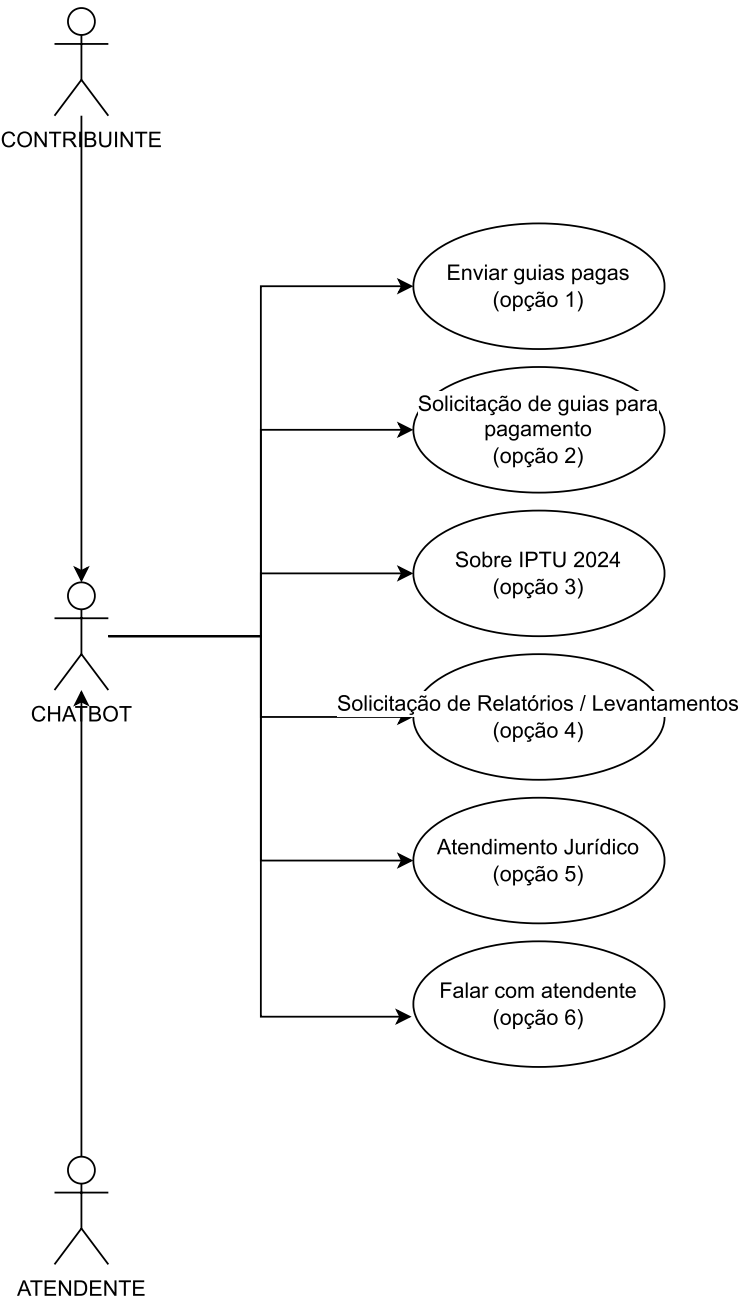 CONTRIBUINTE
Enviar guias pagas
(opção 1)
Solicitação de guias para
pagamento
(opção 2)
Sobre IPTU 2024
(opção 3)
CHATBOT
Solicitação de Relatórios / Levantamentos
(opção 4)
Atendimento Jurídico
(opção 5)
Falar com atendente
(opção 6)
ATENDENTE